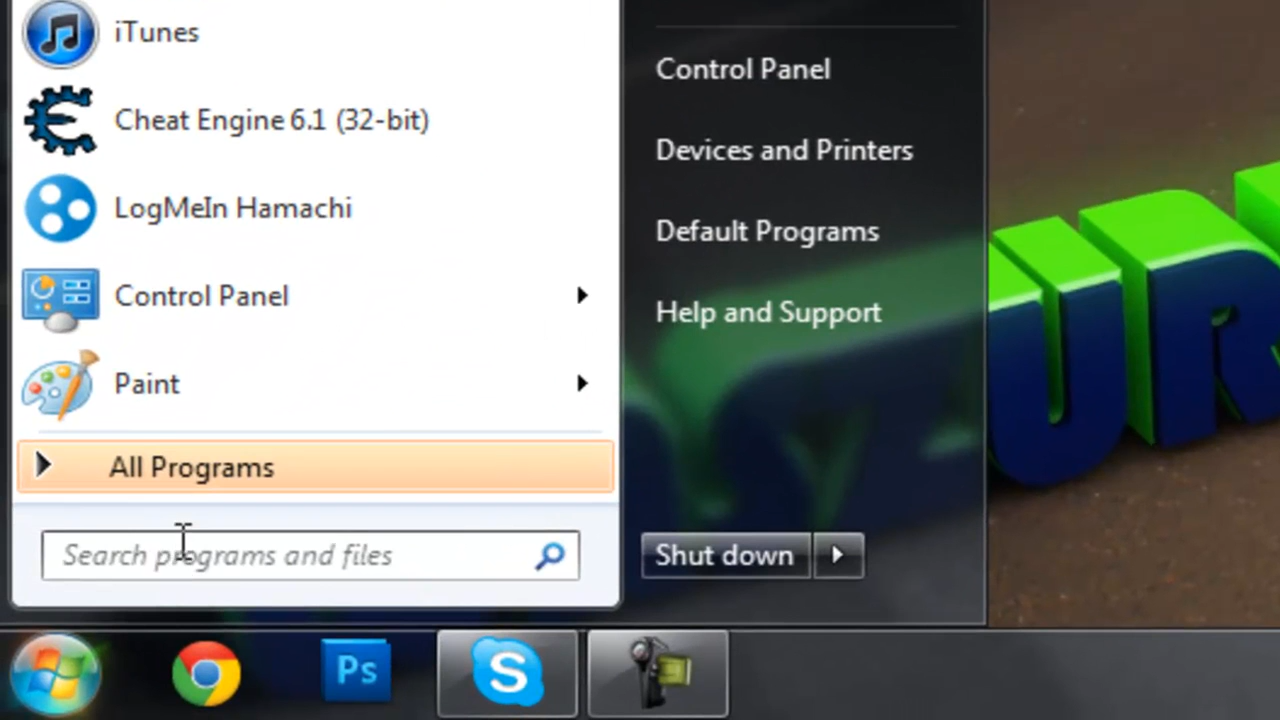 iTunes
Cheat Engine 6.1 (32-bit)
LogMeIn Hamachi
Control Panel
Paint
All Programs
Search programs and files
Control Panel
Devices and Printers
Default Programs
Help and Support
Shut down
Ps
S
UR